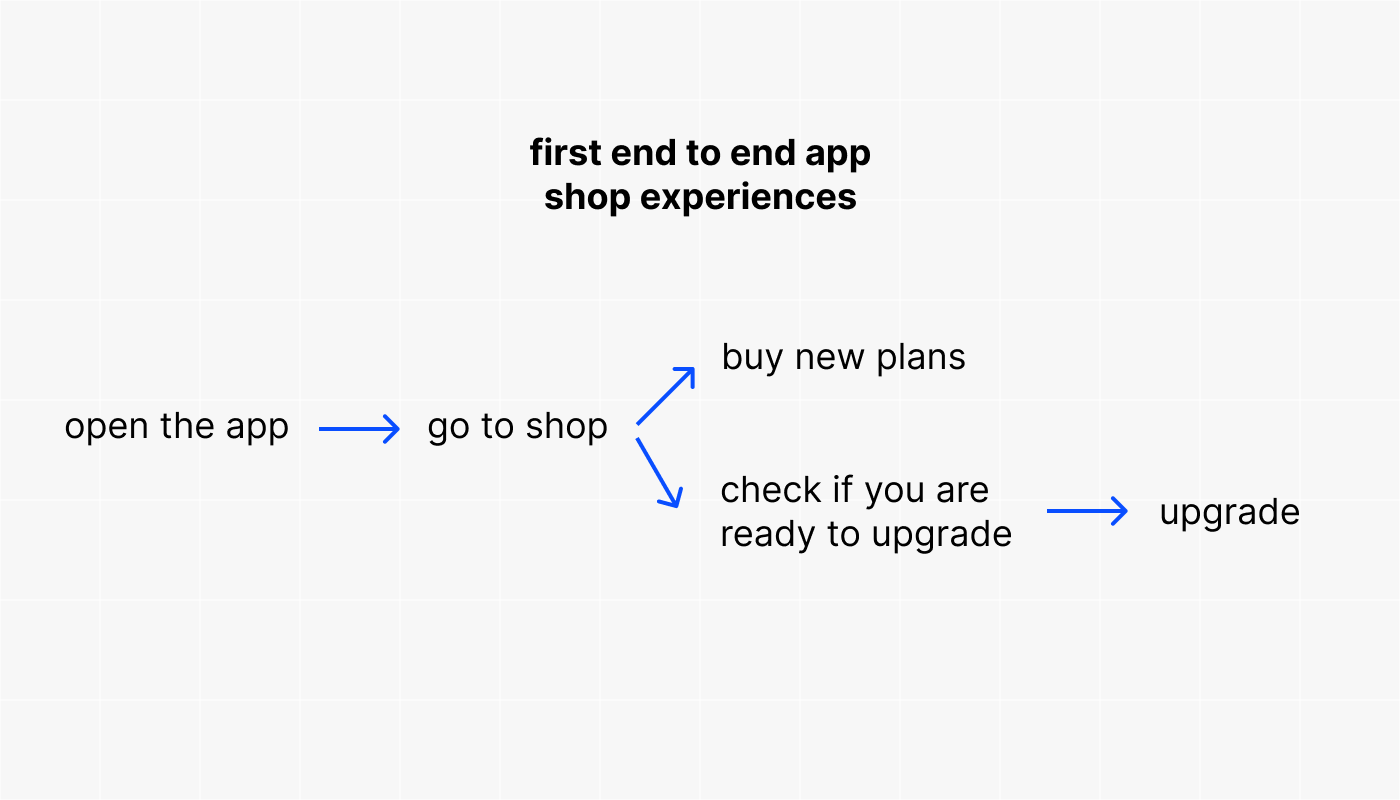 first end to end app
shop experiences
open the app
go to shop
buy new plans
check if you are
ready to upgrade
upgrade